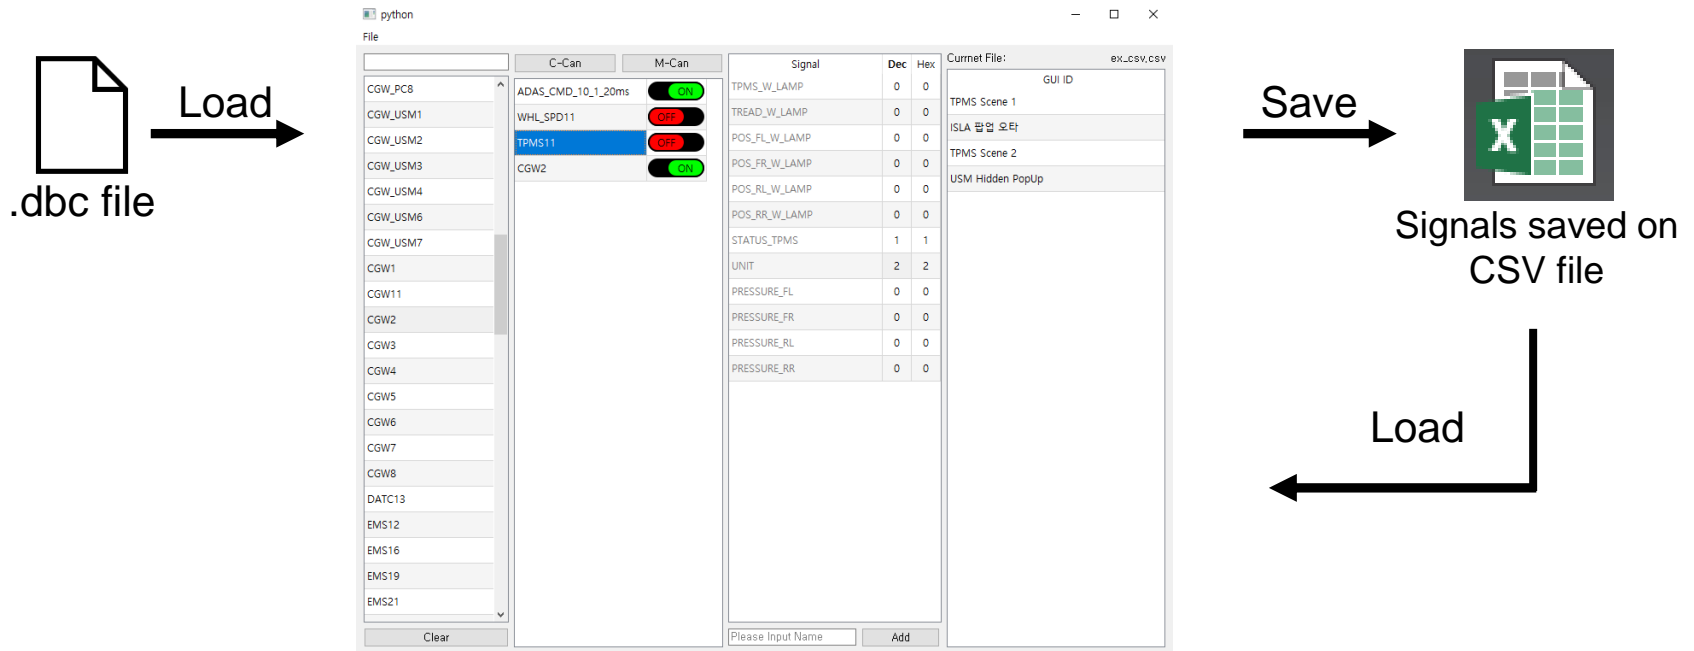 python
File
Load
.dbc file
C-Can M-Can
CGW_PC8
CGW_USM1
CGW_USM2
CGW_USM3
CGW_USM4
CGW_USM6
CGW_USM7
CGW1
CGW11
CGW2
CGW3
CGW4
CGW5
CGW6
CGW7
CGW8
DATC13
EMS12
EMS16
EMS19
EMS21
Clear
ADAS_CMD_10_1_20ms ON
WHL_SPD11 OFF
TPMS11 OFF
CGW2 ON
Signal Dec Hex
TPMS_W_LAMP 0 0
TREAD_W_LAMP 0 0
POS_FL_W_LAMP 0 0
POS_FR_W_LAMP 0 0
POS_RL_W_LAMP 0 0
POS_RR_W_LAMP 0 0
STATUS_TPMS 1 1
UNIT 2 2
PRESSURE_FL 0 0
PRESSURE_FR 0 0
PRESSURE_RL 0 0
PRESSURE_RR 0 0
Please Input Name Add
Currnet File: ex_csv.csv
GUI ID
TPMS Scene 1
ISLA 팝업 오타
TPMS Scene 2
USM Hidden PopUp
Save
X
Signals saved on
CSV file
Load